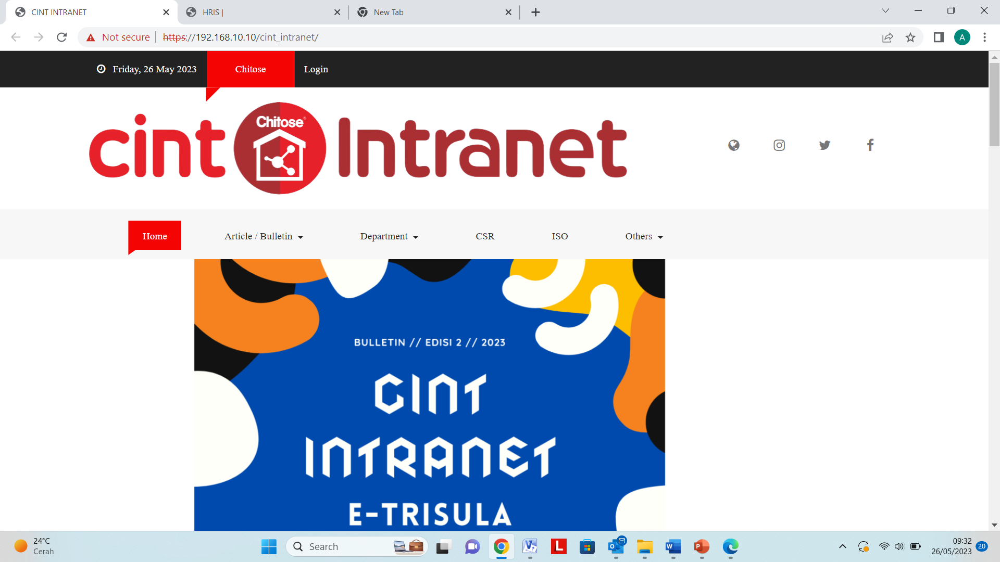 CINT INTRANET
HRIS |
New Tab
Not secure
https://192.168.10.10/cint_intranet/
A
Friday, 26 May 2023
Chitose
Login
cint
Chitose®
Intranet
Home
Article / Bulletin
Department
CSR
ISO
Others
BULLETIN // EDISI 2 // 2023
CINT
INTRANET
E-TRISULA
24°C
Cerah
Search
09:32
26/05/2023
20